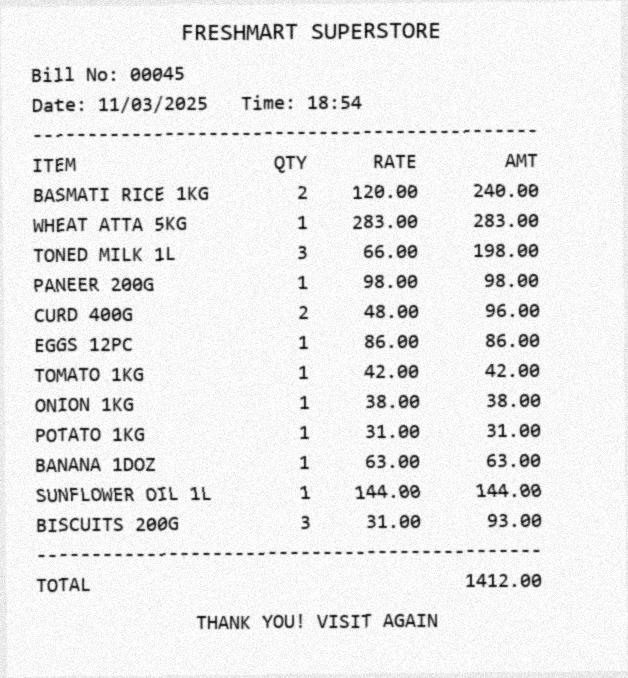 FRESHMART SUPERSTORE
Bill No: 00045
Date: 11/03/2025 Time: 18:54
------------------------------------------------
ITEM QTY RATE AMT
BASMATI RICE 1KG 2 120.00 240.00
WHEAT ATTA 5KG 1 283.00 283.00
TONED MILK 1L 3 66.00 198.00
PANEER 200G 1 98.00 98.00
CURD 400G 2 48.00 96.00
EGGS 12PC 1 86.00 86.00
TOMATO 1KG 1 42.00 42.00
ONION 1KG 1 38.00 38.00
POTATO 1KG 1 31.00 31.00
BANANA 1DOZ 1 63.00 63.00
SUNFLOWER OIL 1L 1 144.00 144.00
BISCUITS 200G 3 31.00 93.00
------------------------------------------------
TOTAL 1412.00
THANK YOU! VISIT AGAIN